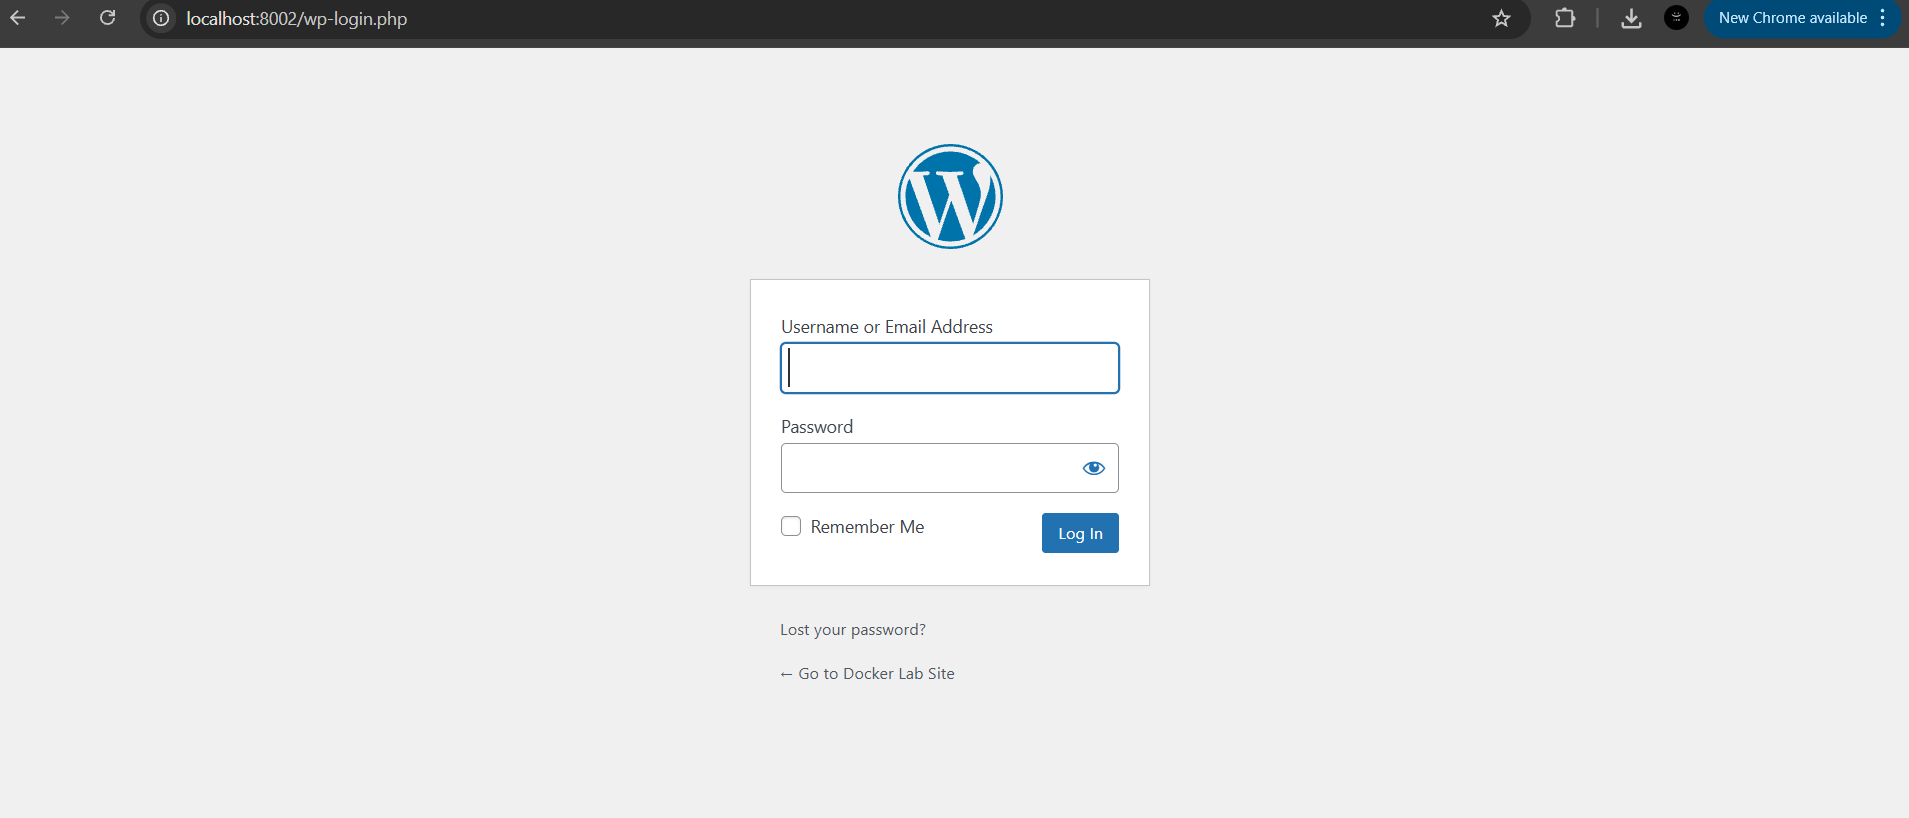 localhost:8002/wp-login.php
New Chrome available
Username or Email Address
Password
Remember Me
Log In
Lost your password?
← Go to Docker Lab Site